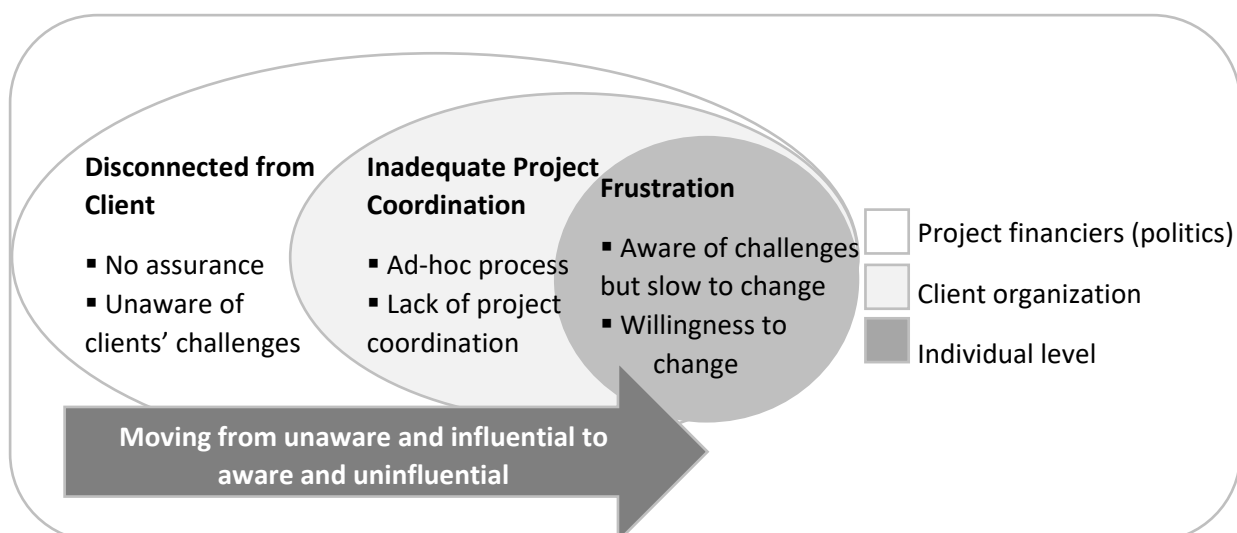 Disconnected from
Client
▪ No assurance
▪ Unaware of
clients’ challenges
Inadequate Project
Coordination
▪ Ad-hoc process
▪ Lack of project
coordination
Frustration
▪ Aware of challenges
but slow to change
▪ Willingness to
change
Project financiers (politics)
Client organization
Individual level
Moving from unaware and influential to
aware and uninfluential